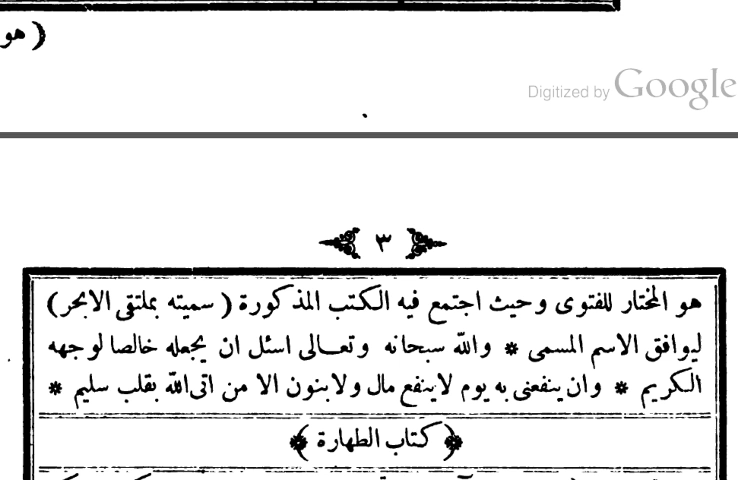 ( هو
Digitized by Google
٣
هو المختار للفتوى وحيث اجتمع فيه الكتب المذكورة ( سميته بملتقى الابحر )
ليوافق الاسم المسمى * والله سبحانه وتعالى اسئل ان يجعله خالصا لوجهه
الكريم * وان ينفعنى به يوم لاينفع مال ولابنون الا من اتى الله بقلب سليم *
﴿ كتاب الطهارة ﴾